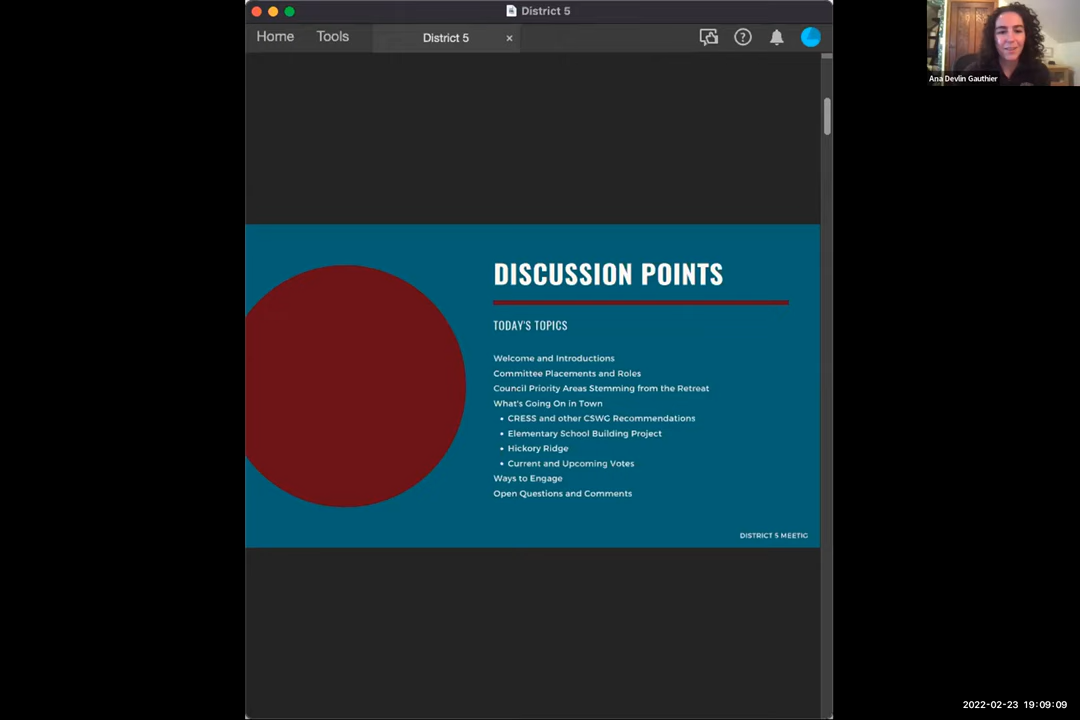 District 5
Home Tools District 5 ×
Ana Devlin Gauthier
DISCUSSION POINTS
TODAY'S TOPICS
Welcome and Introductions
Committee Placements and Roles
Council Priority Areas Stemming from the Retreat
What's Going On in Town
• CRESS and other CSWG Recommendations
• Elementary School Building Project
• Hickory Ridge
• Current and Upcoming Votes
Ways to Engage
Open Questions and Comments
DISTRICT 5 MEETIG
2022-02-23 19:09:09